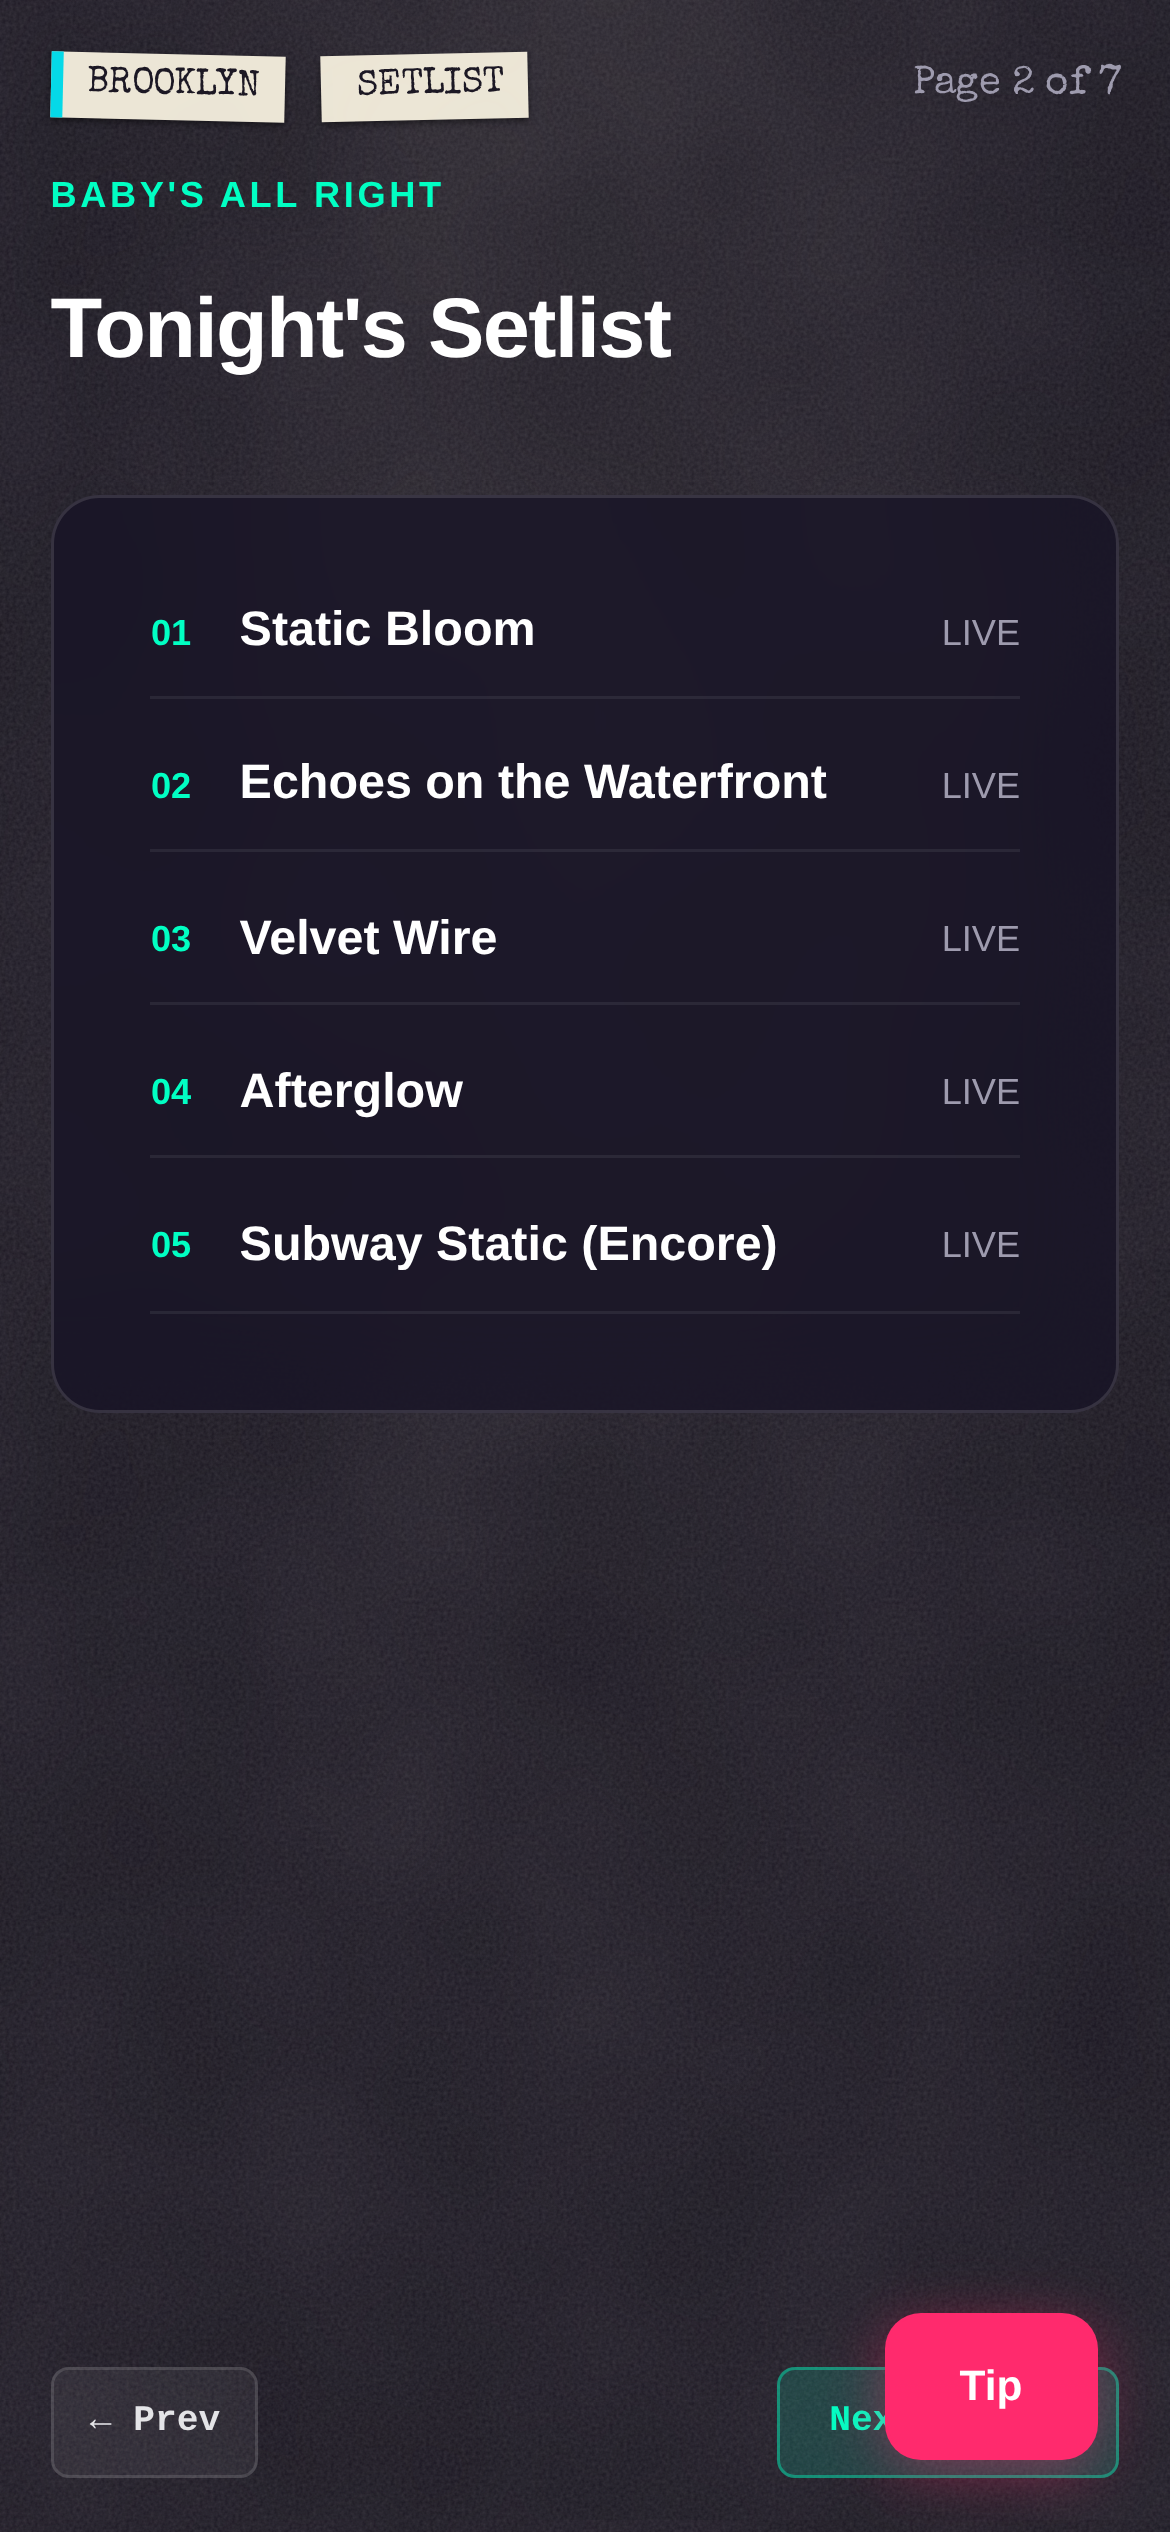 BROOKLYN SETLIST
Page 2 of 7
BABY'S ALL RIGHT
Tonight's Setlist
01 Static Bloom LIVE
02 Echoes on the Waterfront LIVE
03 Velvet Wire LIVE
04 Afterglow LIVE
05 Subway Static (Encore) LIVE
← Prev
Tip